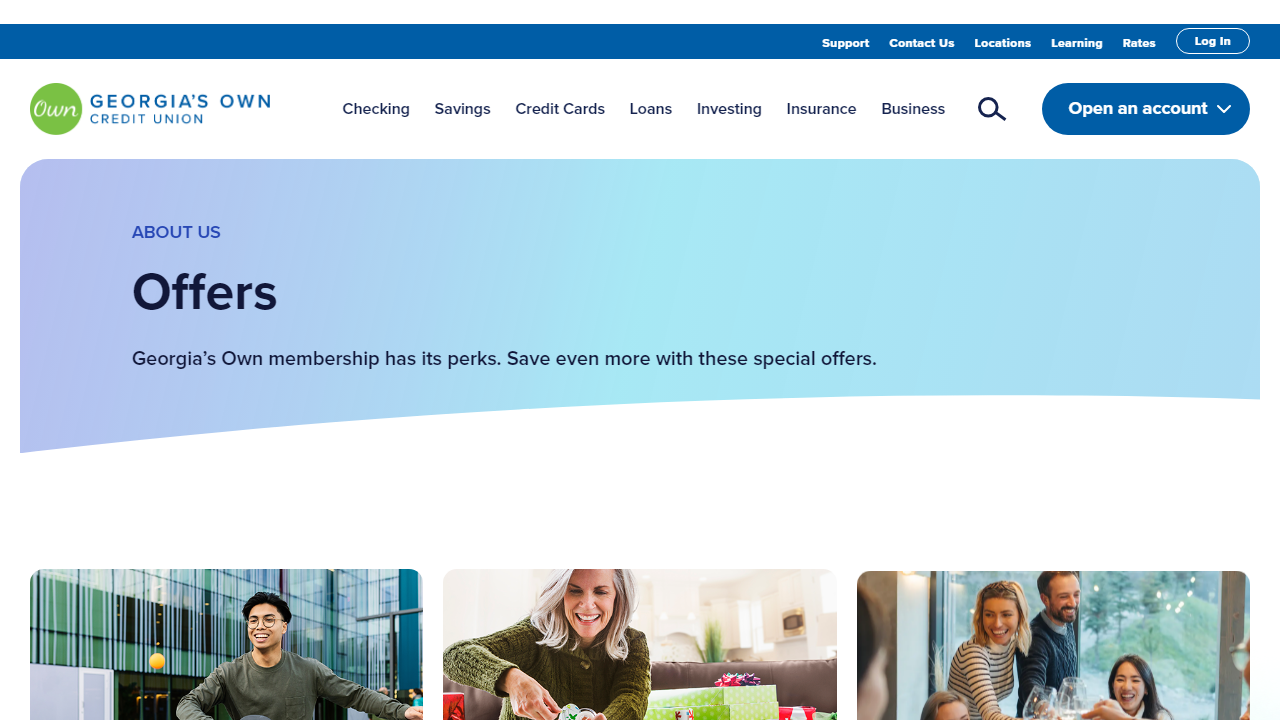 Support Contact Us Locations Learning Rates Log In
Own GEORGIA'S OWN
CREDIT UNION
Checking Savings Credit Cards Loans Investing Insurance Business Open an account
ABOUT US
Offers
Georgia’s Own membership has its perks. Save even more with these special offers.